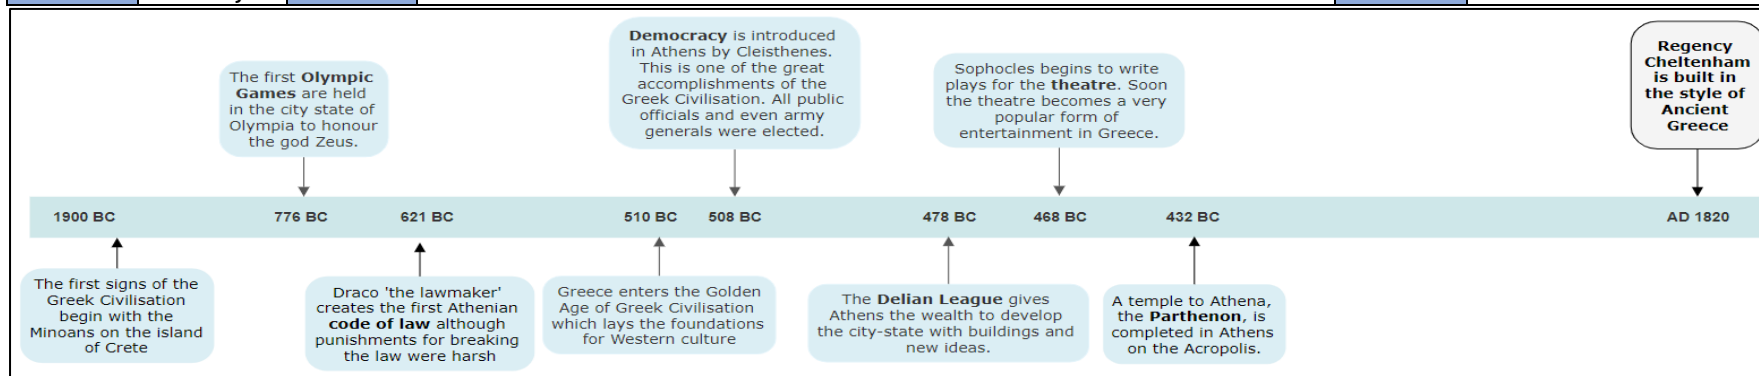 The first Olympic
Games are held
in the city state of
Olympia to honour
the god Zeus.
Democracy is introduced
in Athens by Cleisthenes.
This is one of the great
accomplishments of the
Greek Civilisation. All public
officials and even army
generals were elected.
Sophocles begins to write
plays for the theatre. Soon
the theatre becomes a very
popular form of
entertainment in Greece.
Regency
Cheltenham
is built in
the style of
Ancient
Greece
1900 BC 776 BC 621 BC 510 BC 508 BC 478 BC 468 BC 432 BC AD 1820
The first signs of the
Greek Civilisation
begin with the
Minoans on the island
of Crete
Draco 'the lawmaker'
creates the first Athenian
code of law although
punishments for breaking
the law were harsh
Greece enters the Golden
Age of Greek Civilisation
which lays the foundations
for Western culture
The Delian League gives
Athens the wealth to develop
the city-state with buildings and
new ideas.
A temple to Athena,
the Parthenon, is
completed in Athens
on the Acropolis.